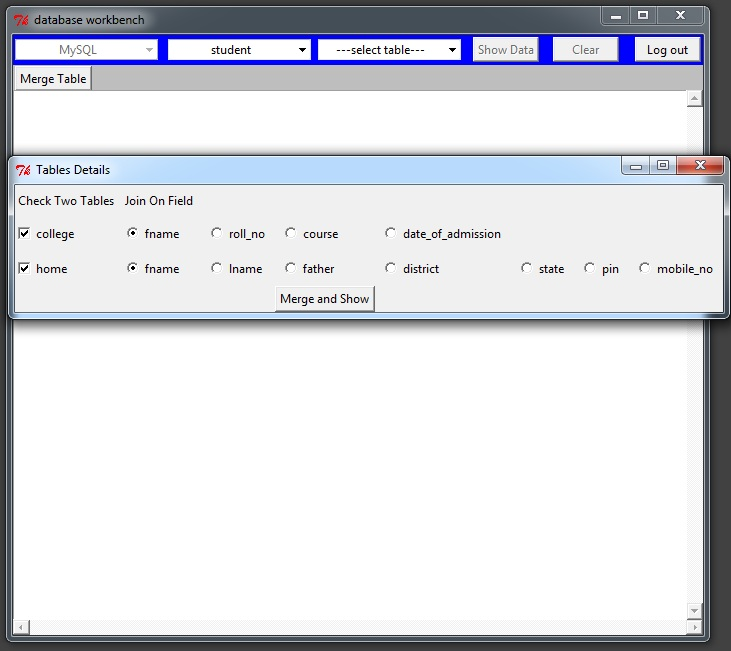 database workbench
MySQL student ---select table--- Show Data Clear Log out
Merge Table
Tables Details
Check Two Tables Join On Field
college fname roll_no course date_of_admission
home fname lname father district state pin mobile_no
Merge and Show